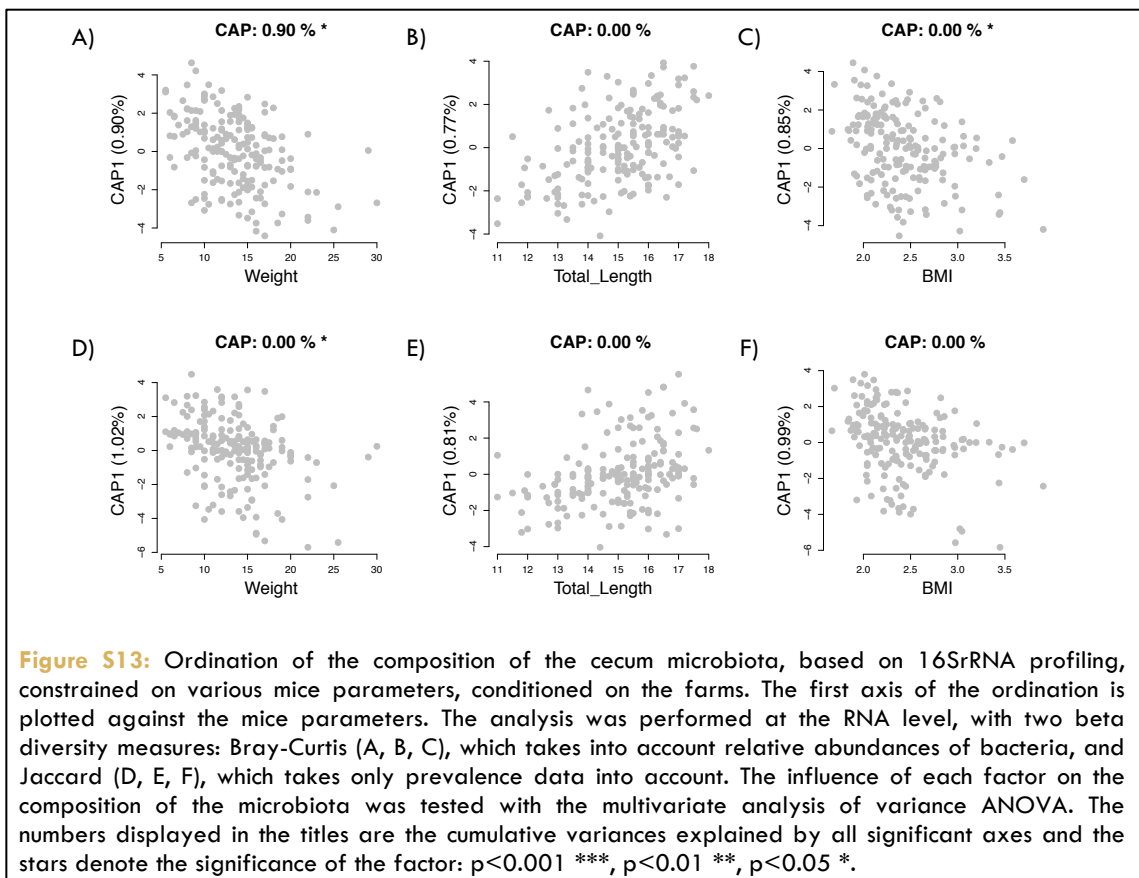 A) CAP: 0.90 % * B) CAP: 0.00 % C) CAP: 0.00 % *
CAP1 (0.90%)
4
2
0
−2
−4
5 10 15 20 25 30
Weight
CAP1 (0.77%)
4
2
0
−2
−4
11 12 13 14 15 16 17 18
Total_Length
CAP1 (0.85%)
4
2
0
−2
−4
2.0 2.5 3.0 3.5
BMI
D) CAP: 0.00 % * E) CAP: 0.00 % F) CAP: 0.00 %
CAP1 (1.02%)
4
2
0
−2
−4
−6
5 10 15 20 25 30
Weight
CAP1 (0.81%)
4
2
0
−2
−4
11 12 13 14 15 16 17 18
Total_Length
CAP1 (0.99%)
4
2
0
−2
−4
−6
2.0 2.5 3.0 3.5
BMI
Figure S13: Ordination of the composition of the cecum microbiota, based on 16SrRNA profiling,
constrained on various mice parameters, conditioned on the farms. The first axis of the ordination is
plotted against the mice parameters. The analysis was performed at the RNA level, with two beta
diversity measures: Bray-Curtis (A, B, C), which takes into account relative abundances of bacteria, and
Jaccard (D, E, F), which takes only prevalence data into account. The influence of each factor on the
composition of the microbiota was tested with the multivariate analysis of variance ANOVA. The
numbers displayed in the titles are the cumulative variances explained by all significant axes and the
stars denote the significance of the factor: p<0.001 ***, p<0.01 **, p<0.05 *.